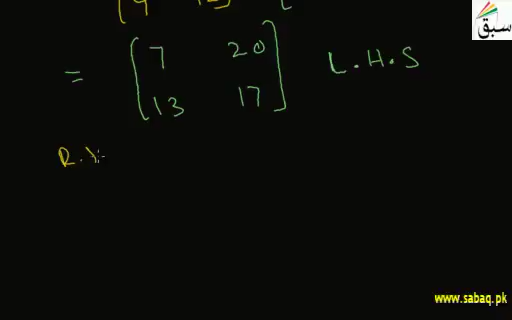 سبق
= [ 7 20
13 17 ] L.H.S
R.
www.sabaq.pk